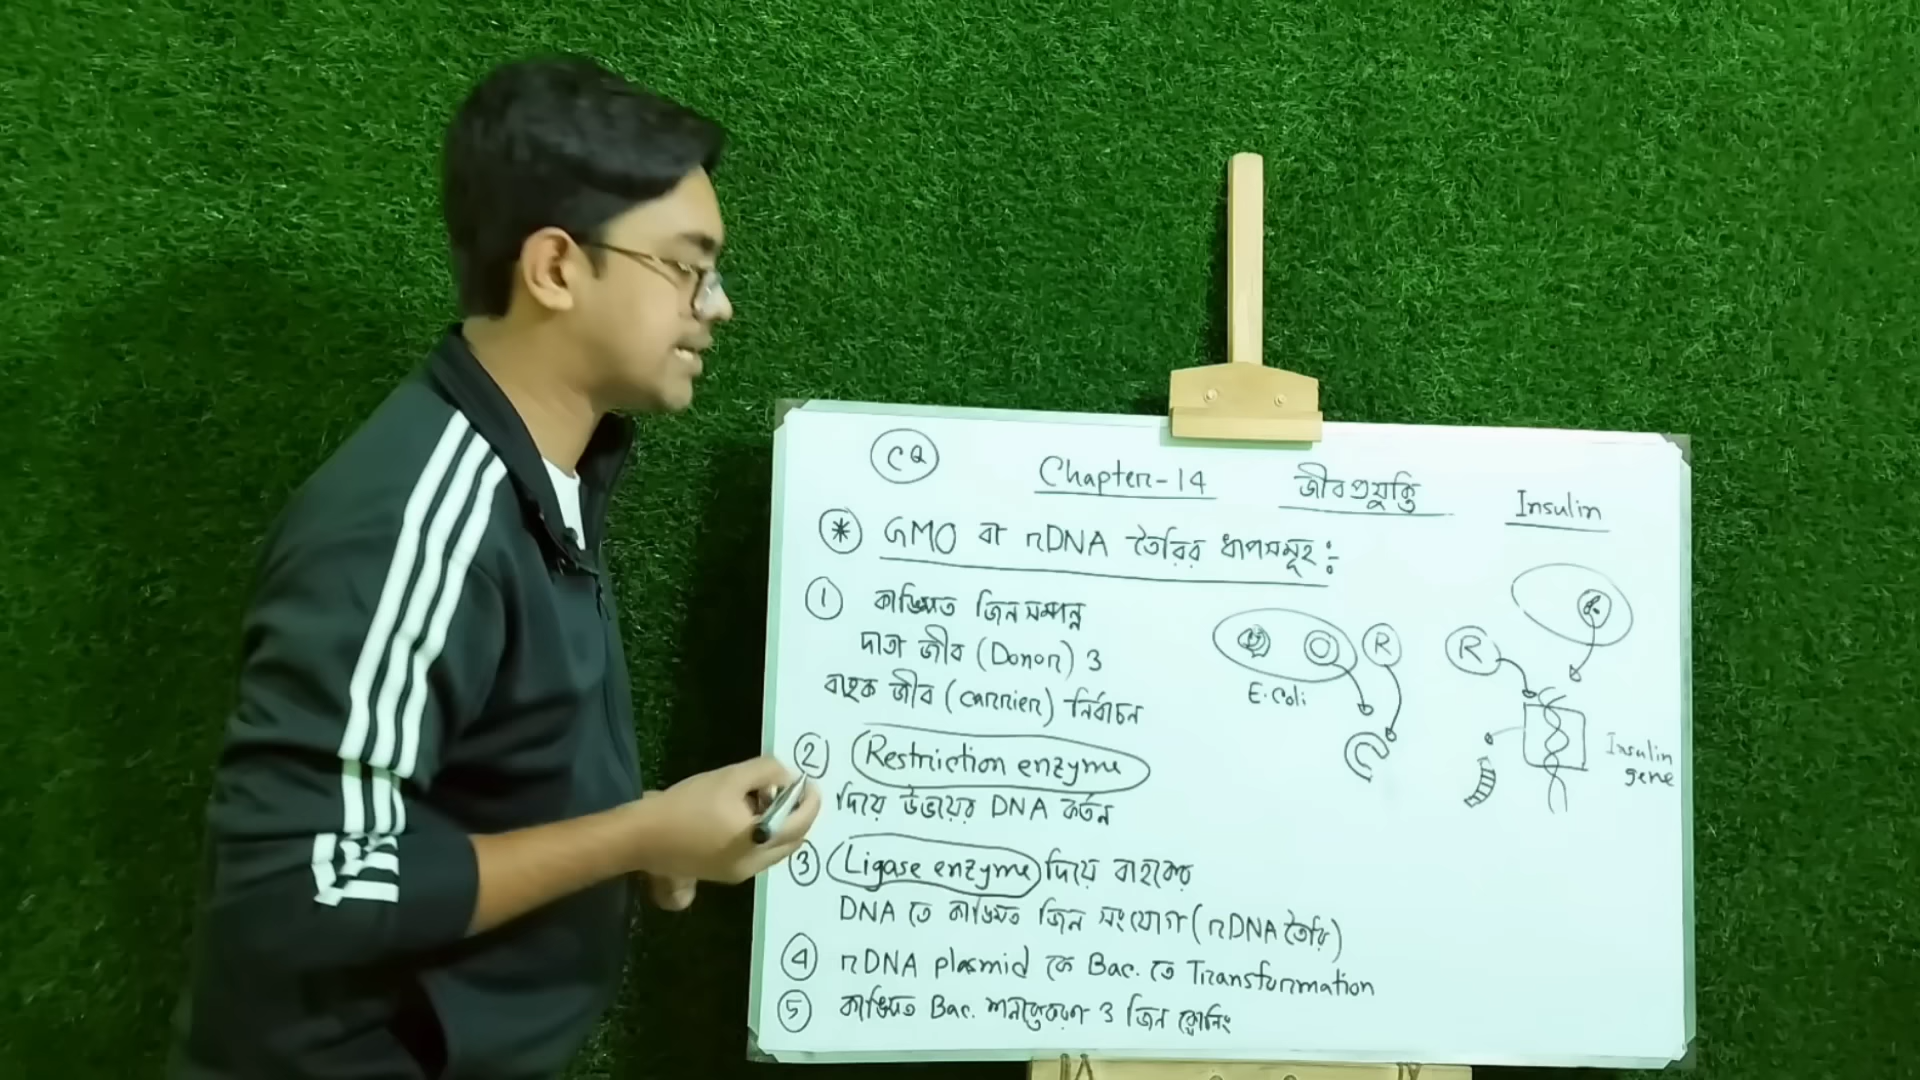 CQ
Chapter-14 জীবপ্রযুক্তি
Insulin
* GMO বা rDNA তৈরির ধাপসমূহ :-
① কাঙ্ক্ষিত জিন সম্পন্ন
দাতা জীব (Donor) ও
বাহক জীব (carrier) নির্বাচন
② Restriction enzyme
দিয়ে উভয়ের DNA কর্তন
③ Ligase enzyme দিয়ে বাহকের
DNA তে কাঙ্ক্ষিত জিন সংযোগ (rDNA তৈরি)
④ rDNA plasmid কে Bac. তে Transformation
⑤ কাঙ্ক্ষিত Bac. শনাক্তকরণ ও জিন ক্লোনিং
R
E. Coli
R
Insulin
gene